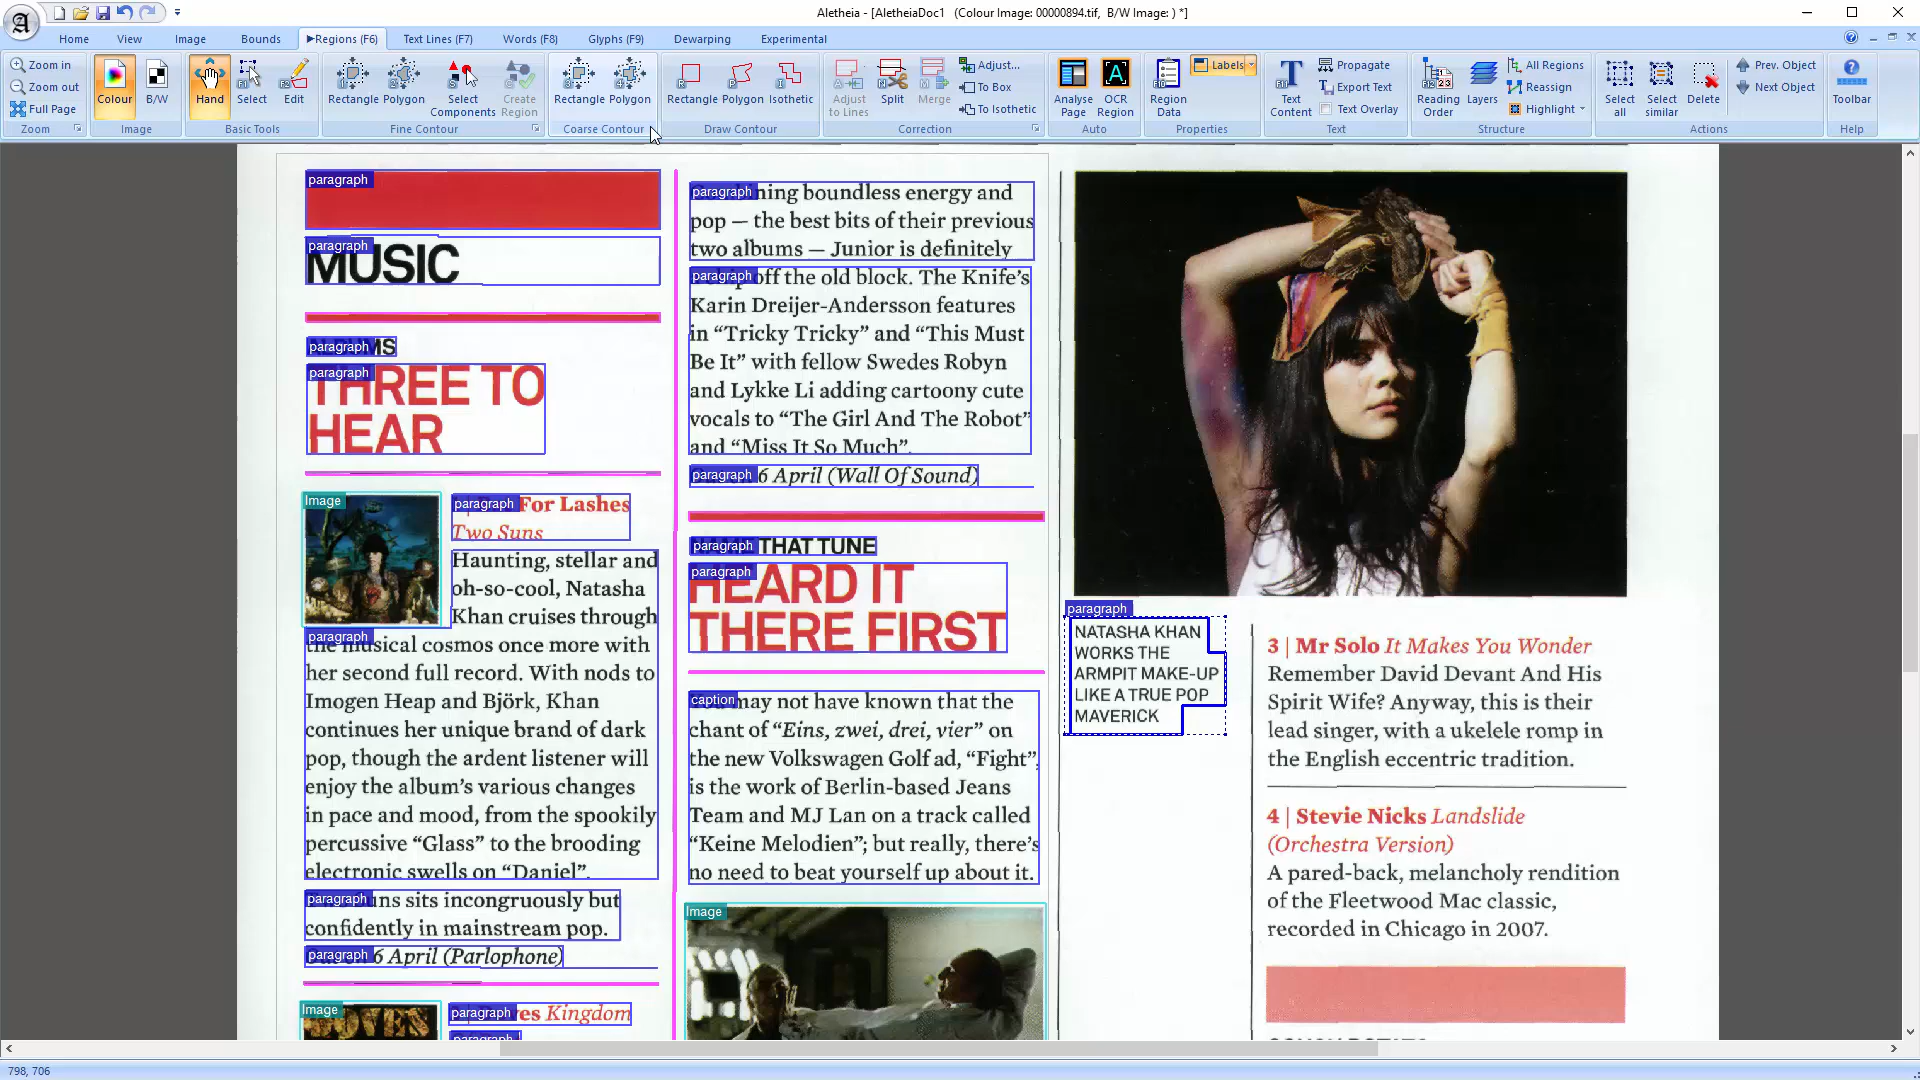 Aletheia - [AletheiaDoc1 (Colour Image: 00000894.tif, B/W Image: ) *]
Home View Image Bounds ▶Regions (F6) Text Lines (F7) Words (F8) Glyphs (F9) Dewarping Experimental
Zoom in
Zoom out
Full Page
Zoom
Colour
B/W
Image
Hand
Select
Edit
Basic Tools
Rectangle
Polygon
Select Components
Create Region
Fine Contour
Rectangle
Polygon
Coarse Contour
Rectangle
Polygon
Isothetic
Draw Contour
Adjust to Lines
Split
Merge
Adjust...
To Box
To Isothetic
Correction
Analyse Page
OCR Region
Auto
Region Data
Labels
Properties
Text Content
Propagate
Export Text
Text Overlay
Text
Reading Order
Layers
All Regions
Reassign
Highlight
Structure
Select all
Select similar
Delete
Prev. Object
Next Object
Actions
Toolbar
Help
paragraph
paragraph
MUSIC
paragraph
MS
paragraph
THREE TO
HEAR
Image
paragraph
For Lashes
Two Suns
Haunting, stellar and
oh-so-cool, Natasha
Khan cruises through
paragraph
the musical cosmos once more with
her second full record. With nods to
Imogen Heap and Björk, Khan
continues her unique brand of dark
pop, though the ardent listener will
enjoy the album's various changes
in pace and mood, from the spookily
percussive “Glass” to the brooding
electronic swells on “Daniel”.
paragraph
uns sits incongruously but
confidently in mainstream pop.
paragraph
6 April (Parlophone)
Image
paragraph
es Kingdom
paragraph
paragraph
ning boundless energy and
pop — the best bits of their previous
two albums — Junior is definitely
paragraph
off the old block. The Knife's
Karin Dreijer-Andersson features
in “Tricky Tricky” and “This Must
Be It” with fellow Swedes Robyn
and Lykke Li adding cartoony cute
vocals to “The Girl And The Robot”
and “Miss It So Much”.
paragraph
6 April (Wall Of Sound)
paragraph
THAT TUNE
paragraph
HEARD IT
THERE FIRST
caption
You may not have known that the
chant of “Eins, zwei, drei, vier” on
the new Volkswagen Golf ad, “Fight”,
is the work of Berlin-based Jeans
Team and MJ Lan on a track called
“Keine Melodien”; but really, there's
no need to beat yourself up about it.
Image
paragraph
NATASHA KHAN
WORKS THE
ARMPIT MAKE-UP
LIKE A TRUE POP
MAVERICK
3 | Mr Solo It Makes You Wonder
Remember David Devant And His
Spirit Wife? Anyway, this is their
lead singer, with a ukelele romp in
the English eccentric tradition.
4 | Stevie Nicks Landslide
(Orchestra Version)
A pared-back, melancholy rendition
of the Fleetwood Mac classic,
recorded in Chicago in 2007.
798, 706